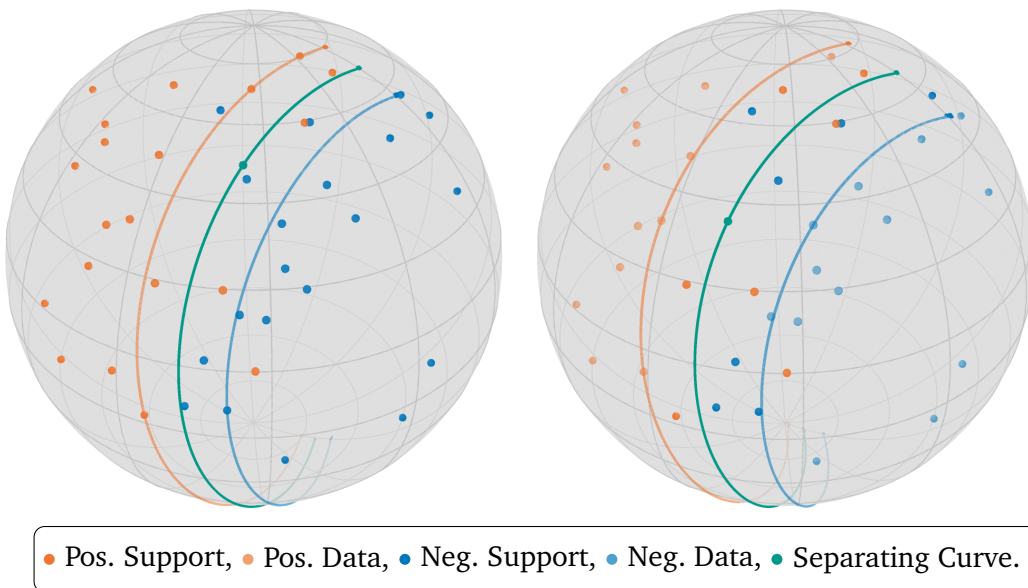 Pos. Support, Pos. Data, Neg. Support, Neg. Data, Separating Curve.